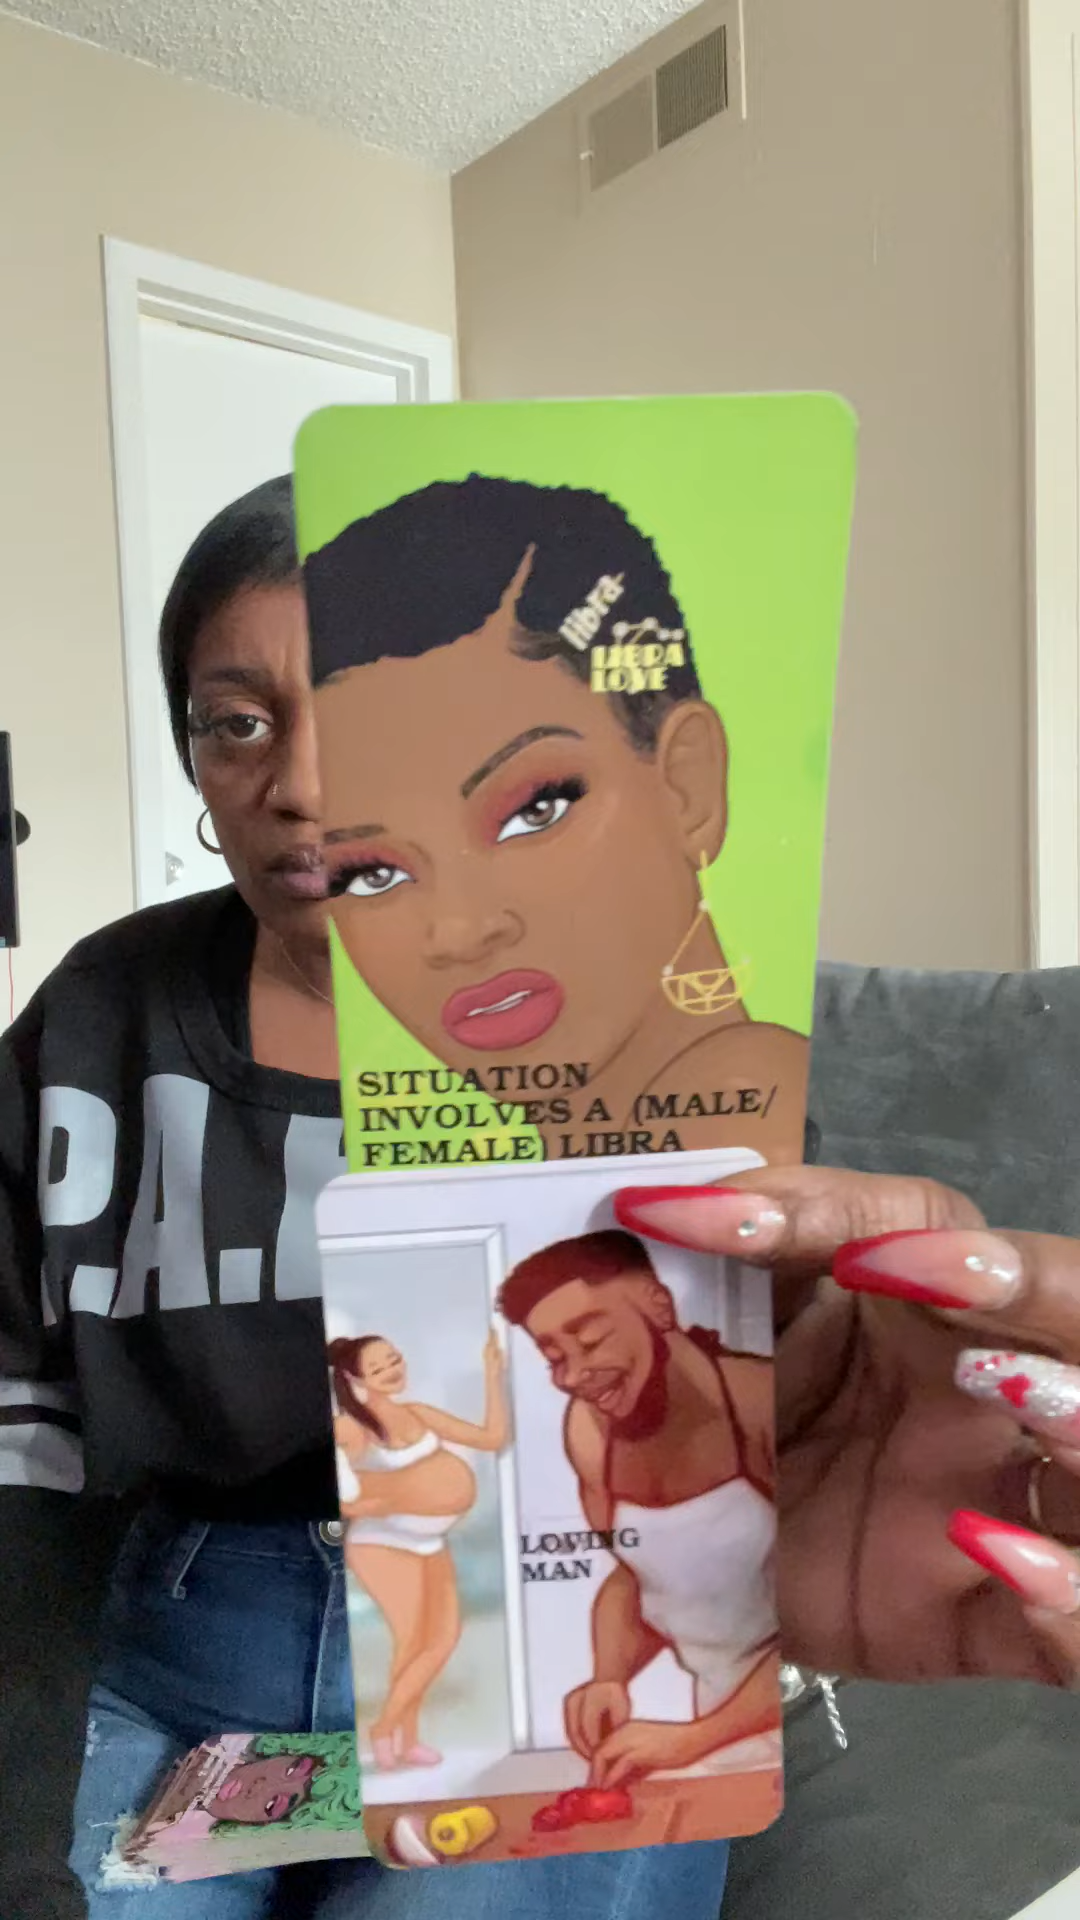 libra
LIBRA
LOVE
SITUATION
INVOLVES A (MALE/
FEMALE) LIBRA
P.A.
LOVING
MAN